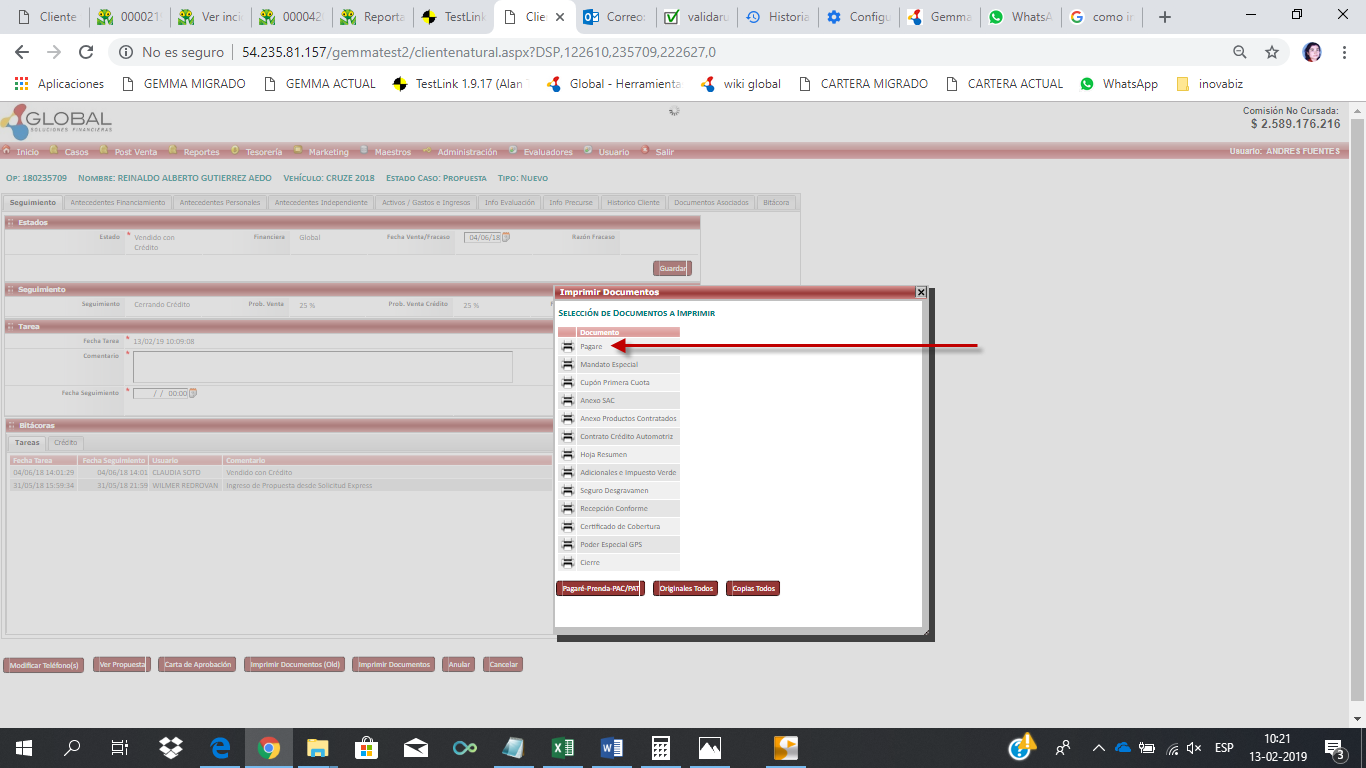 Cliente
000021
Ver inci
000042
Reporta
TestLink
Clie
Correo:
validaru
Historia
Configu
Gemma
WhatsA
como ir
No es seguro | 54.235.81.157/gemmatest2/clientenatural.aspx?DSP,122610,235709,222627,0
Aplicaciones GEMMA MIGRADO GEMMA ACTUAL TestLink 1.9.17 (Alan Global - Herramienta wiki global CARTERA MIGRADO CARTERA ACTUAL WhatsApp inovabiz
GLOBAL
SOLUCIONES FINANCIERAS
Comisión No Cursada:
$ 2.589.176.216
Inicio Casos Post Venta Reportes Tesorería Marketing Maestros Administración Evaluadores Usuario Salir Usuario: ANDRES FUENTES
Op: 180235709 Nombre: REINALDO ALBERTO GUTIERREZ AEDO Vehículo: CRUZE 2018 Estado Caso: Propuesta Tipo: Nuevo
Seguimiento Antecedentes Financiamiento Antecedentes Personales Antecedentes Independiente Activos / Gastos e Ingresos Info Evaluación Info Precurse Historico Cliente Documentos Asociados Bitácora
Estados
Estado * Vendido con Crédito Financiera Global Fecha Venta/Fracaso 04/06/18 Razón Fracaso
Guardar
Seguimiento
Seguimiento Cerrando Crédito Prob. Venta 25 % Prob. Venta Crédito 25 % F
Tarea
Fecha Tarea * 13/02/19 10:09:08
Comentario *
Fecha Seguimiento * / / 00:00
Bitácoras
Tareas Crédito
Fecha Tarea Fecha Seguimiento Usuario Comentario
04/06/18 14:01:29 04/06/18 14:01 CLAUDIA SOTO Vendido con Crédito
31/05/18 15:59:34 31/05/18 21:59 WILMER REDROVAN Ingreso de Propuesta desde Solicitud Express
Imprimir Documentos
Selección de Documentos a Imprimir
Documento
Pagare
Mandato Especial
Cupón Primera Cuota
Anexo SAC
Anexo Productos Contratados
Contrato Crédito Automotriz
Hoja Resumen
Adicionales e Impuesto Verde
Seguro Desgravamen
Recepción Conforme
Certificado de Cobertura
Poder Especial GPS
Cierre
Pagaré-Prenda-PAC/PAT Originales Todos Copias Todos
Modificar Teléfono(s) Ver Propuesta Carta de Aprobación Imprimir Documentos (Old) Imprimir Documentos Anular Cancelar
ESP
10:21
13-02-2019
3